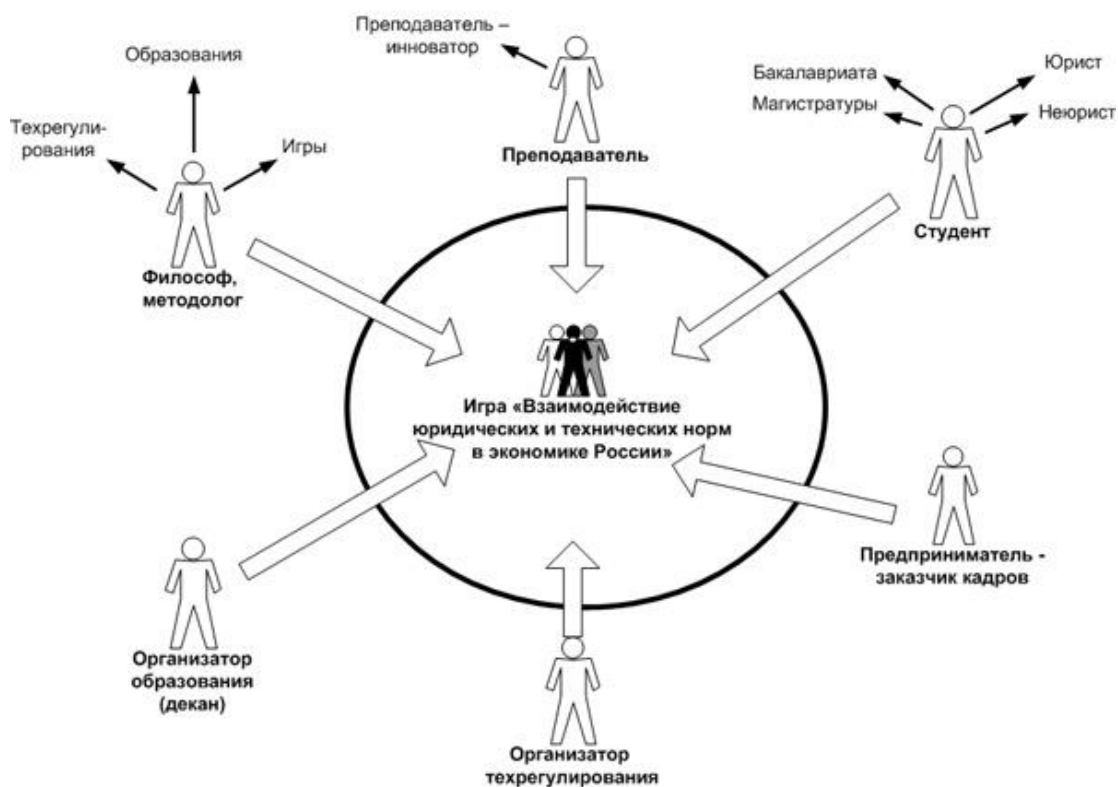 Образования
Техрегули-
рования
Игры
Философ,
методолог
Преподаватель –
инноватор
Преподаватель
Бакалавриата
Магистратуры
Юрист
Неюрист
Студент
Игра «Взаимодействие
юридических и технических норм
в экономике России»
Организатор
образования
(декан)
Организатор
техрегулирования
Предприниматель -
заказчик кадров